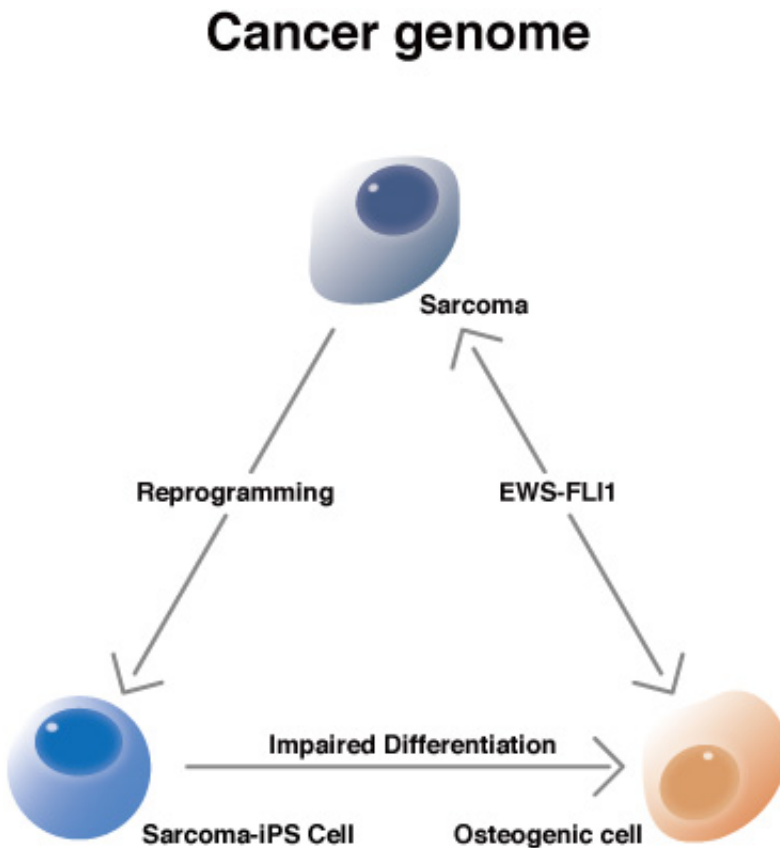 Cancer genome
Sarcoma
Reprogramming
EWS-FLI1
Impaired Differentiation
Sarcoma-iPS Cell
Osteogenic cell